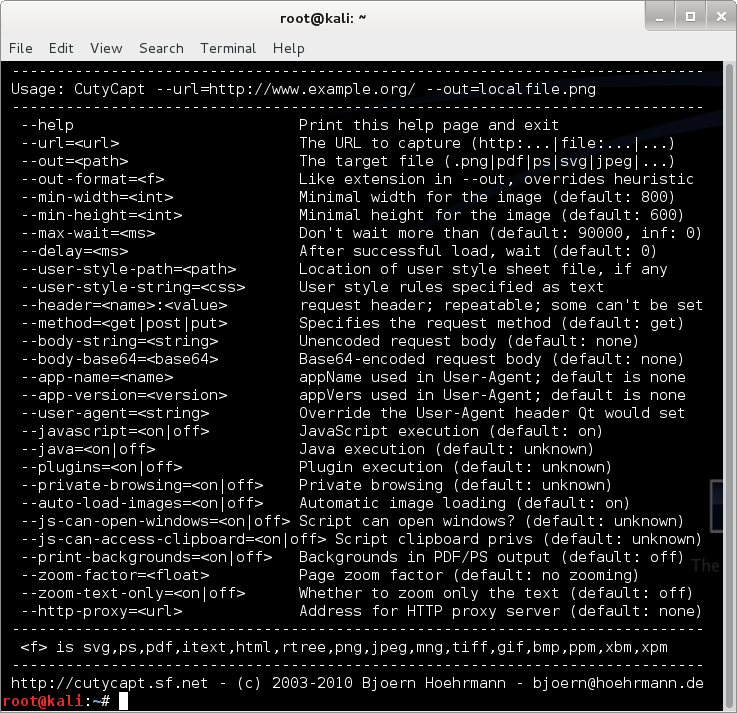 root@kali: ~
File Edit View Search Terminal Help
-----------------------------------------------------------------------------
Usage: CutyCapt --url=http://www.example.org/ --out=localfile.png
-----------------------------------------------------------------------------
--help Print this help page and exit
--url=<url> The URL to capture (http:...|file:...|...)
--out=<path> The target file (.png|pdf|ps|svg|jpeg|...)
--out-format=<f> Like extension in --out, overrides heuristic
--min-width=<int> Minimal width for the image (default: 800)
--min-height=<int> Minimal height for the image (default: 600)
--max-wait=<ms> Don't wait more than (default: 90000, inf: 0)
--delay=<ms> After successful load, wait (default: 0)
--user-style-path=<path> Location of user style sheet file, if any
--user-style-string=<css> User style rules specified as text
--header=<name>:<value> request header; repeatable; some can't be set
--method=<get|post|put> Specifies the request method (default: get)
--body-string=<string> Unencoded request body (default: none)
--body-base64=<base64> Base64-encoded request body (default: none)
--app-name=<name> appName used in User-Agent; default is none
--app-version=<version> appVers used in User-Agent; default is none
--user-agent=<string> Override the User-Agent header Qt would set
--javascript=<on|off> JavaScript execution (default: on)
--java=<on|off> Java execution (default: unknown)
--plugins=<on|off> Plugin execution (default: unknown)
--private-browsing=<on|off> Private browsing (default: unknown)
--auto-load-images=<on|off> Automatic image loading (default: on)
--js-can-open-windows=<on|off> Script can open windows? (default: unknown)
--js-can-access-clipboard=<on|off> Script clipboard privs (default: unknown)
--print-backgrounds=<on|off> Backgrounds in PDF/PS output (default: off)
--zoom-factor=<float> Page zoom factor (default: no zooming)
--zoom-text-only=<on|off> Whether to zoom only the text (default: off)
--http-proxy=<url> Address for HTTP proxy server (default: none)
-----------------------------------------------------------------------------
<f> is svg,ps,pdf,itext,html,rtree,png,jpeg,mng,tiff,gif,bmp,ppm,xbm,xpm
-----------------------------------------------------------------------------
http://cutycapt.sf.net - (c) 2003-2010 Bjoern Hoehrmann - bjoern@hoehrmann.de
root@kali:~#
The